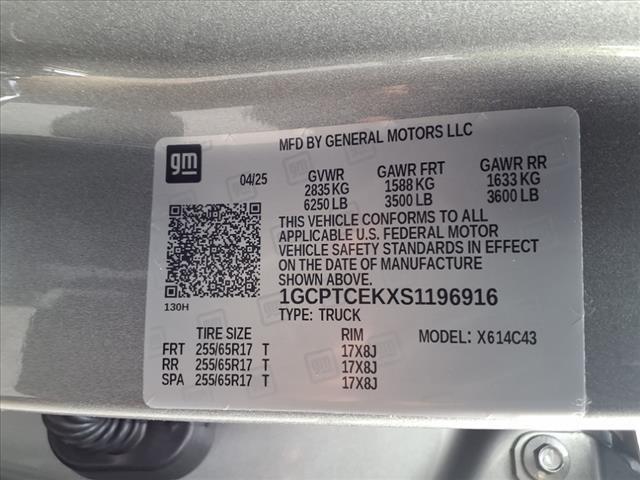 gm
MFD BY GENERAL MOTORS LLC
04/25 GVWR GAWR FRT GAWR RR
2835 KG 1588 KG 1633 KG
6250 LB 3500 LB 3600 LB
THIS VEHICLE CONFORMS TO ALL
APPLICABLE U.S. FEDERAL MOTOR
VEHICLE SAFETY STANDARDS IN EFFECT
ON THE DATE OF MANUFACTURE
SHOWN ABOVE.
1GCPTCEKXS1196916
130H
TYPE: TRUCK
TIRE SIZE RIM MODEL: X614C43
FRT 255/65R17 T 17X8J
RR 255/65R17 T 17X8J
SPA 255/65R17 T 17X8J